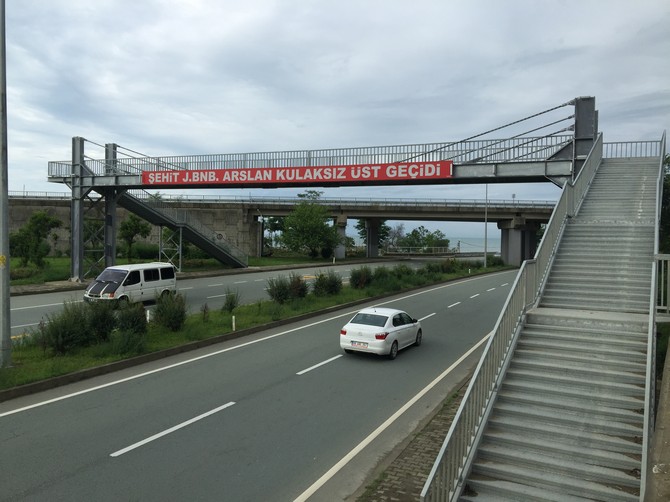 ŞEHİT J.BNB. ARSLAN KULAKSIZ ÜST GEÇİDİ